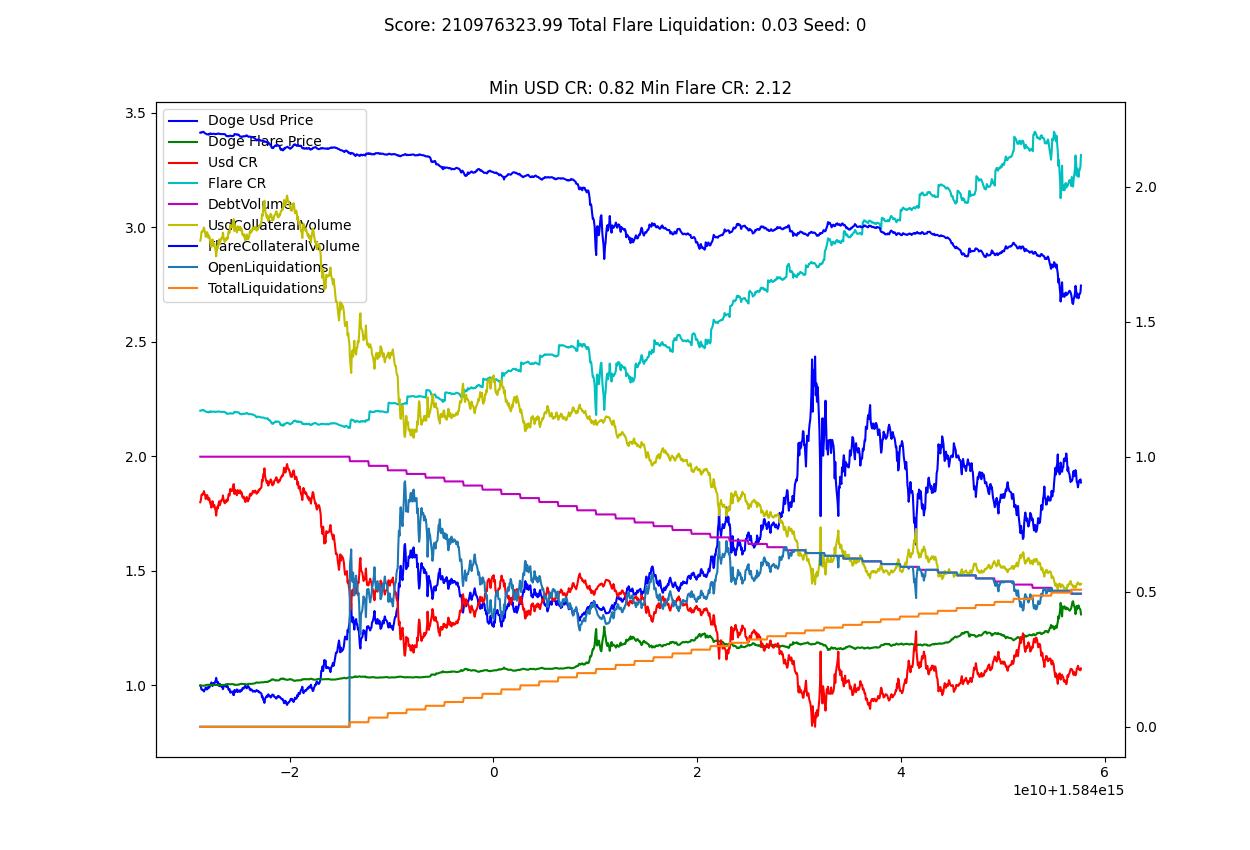 Score: 210976323.99 Total Flare Liquidation: 0.03 Seed: 0
Min USD CR: 0.82 Min Flare CR: 2.12
Doge Usd Price
Doge Flare Price
Usd CR
Flare CR
DebtVolume
UsdCollateralVolume
FlareCollateralVolume
OpenLiquidations
TotalLiquidations
3.5
3.0
2.5
2.0
1.5
1.0
2.0
1.5
1.0
0.5
0.0
−2
0
2
4
6
1e10+1.584e15